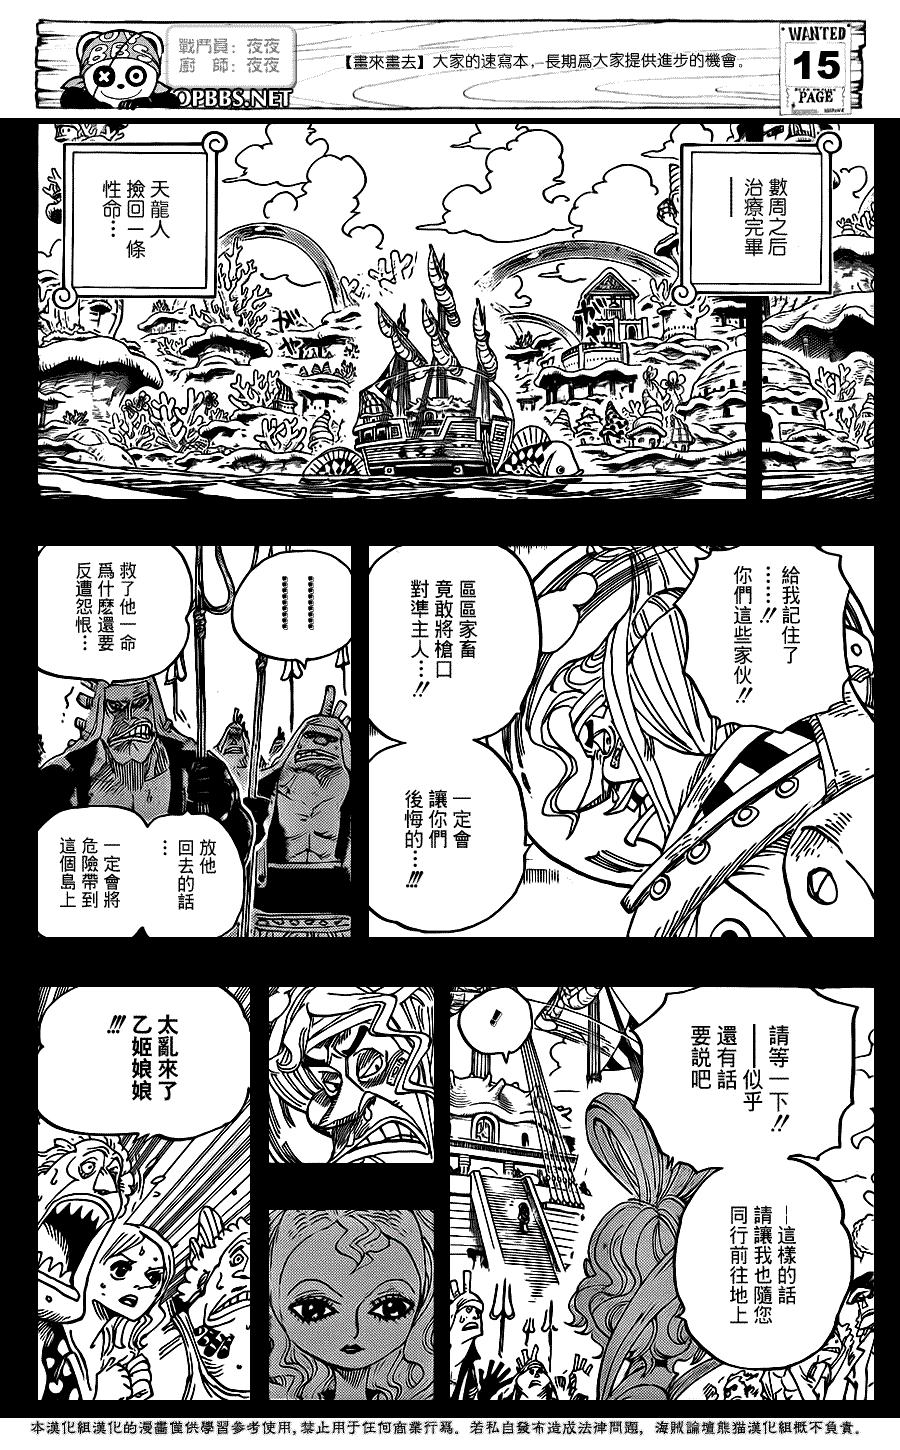 戰鬥員：夜夜
廚　師：夜夜
OPBBS.NET
【畫來畫去】大家的速寫本，長期爲大家提供進步的機會。
WANTED
15
PAGE
數周之后
治療完畢
——
天龍人
撿回一條
性命…
給我記住了
……!!
你們這些家伙!!
區區家畜
竟敢將槍口
對準主人…!!
一定會
讓你們
後悔的…!!!
救了他一命
爲什麽還要
反遭怨恨…
放他
回去的話
…
一定會將
危險帶到
這個島上
請等一下!!
——似乎
還有話
要說吧
—這樣的話
請讓我也隨您
同行前往地上
!!
太亂來了
乙姬娘娘
!!!
本漢化組漢化的漫畫僅供學習參考使用,禁止用于任何商業行爲。若私自發布造成法律問題,海賊論壇熊猫漢化組概不負責。